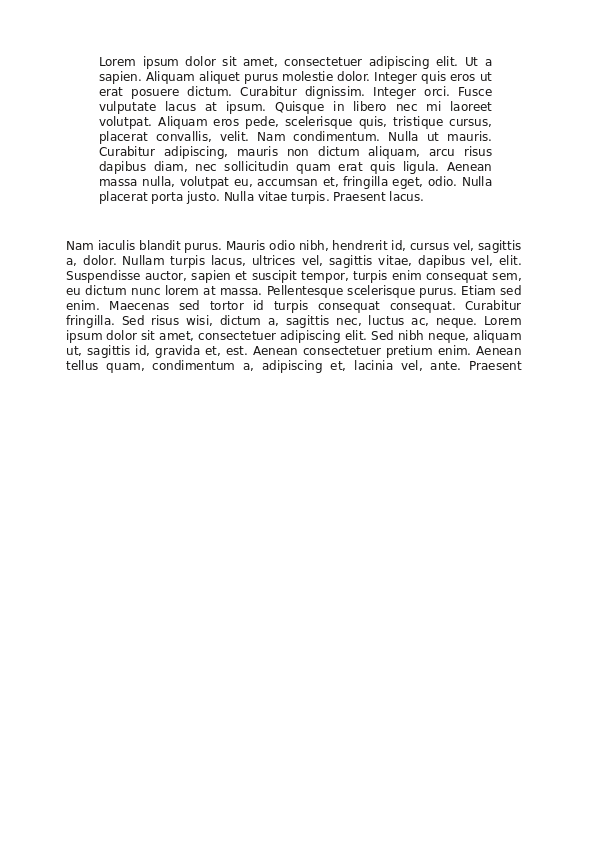 Lorem ipsum dolor sit amet, consectetuer adipiscing elit. Ut a
sapien. Aliquam aliquet purus molestie dolor. Integer quis eros ut
erat posuere dictum. Curabitur dignissim. Integer orci. Fusce
vulputate lacus at ipsum. Quisque in libero nec mi laoreet
volutpat. Aliquam eros pede, scelerisque quis, tristique cursus,
placerat convallis, velit. Nam condimentum. Nulla ut mauris.
Curabitur adipiscing, mauris non dictum aliquam, arcu risus
dapibus diam, nec sollicitudin quam erat quis ligula. Aenean
massa nulla, volutpat eu, accumsan et, fringilla eget, odio. Nulla
placerat porta justo. Nulla vitae turpis. Praesent lacus.
Nam iaculis blandit purus. Mauris odio nibh, hendrerit id, cursus vel, sagittis
a, dolor. Nullam turpis lacus, ultrices vel, sagittis vitae, dapibus vel, elit.
Suspendisse auctor, sapien et suscipit tempor, turpis enim consequat sem,
eu dictum nunc lorem at massa. Pellentesque scelerisque purus. Etiam sed
enim. Maecenas sed tortor id turpis consequat consequat. Curabitur
fringilla. Sed risus wisi, dictum a, sagittis nec, luctus ac, neque. Lorem
ipsum dolor sit amet, consectetuer adipiscing elit. Sed nibh neque, aliquam
ut, sagittis id, gravida et, est. Aenean consectetuer pretium enim. Aenean
tellus quam, condimentum a, adipiscing et, lacinia vel, ante. Praesent